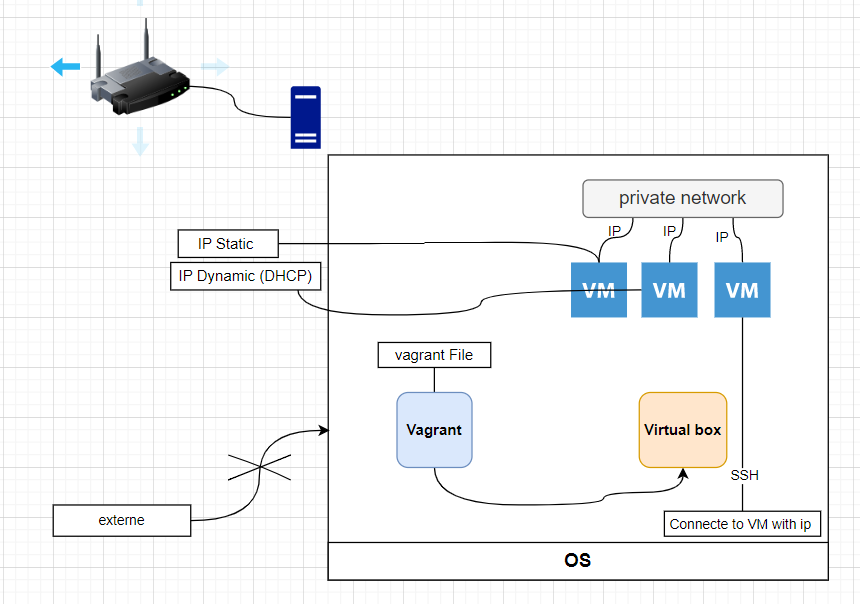 private network
IP
IP
IP
IP Static
IP Dynamic (DHCP)
VM
VM
VM
vagrant File
Vagrant
Virtual box
SSH
externe
Connecte to VM with ip
OS